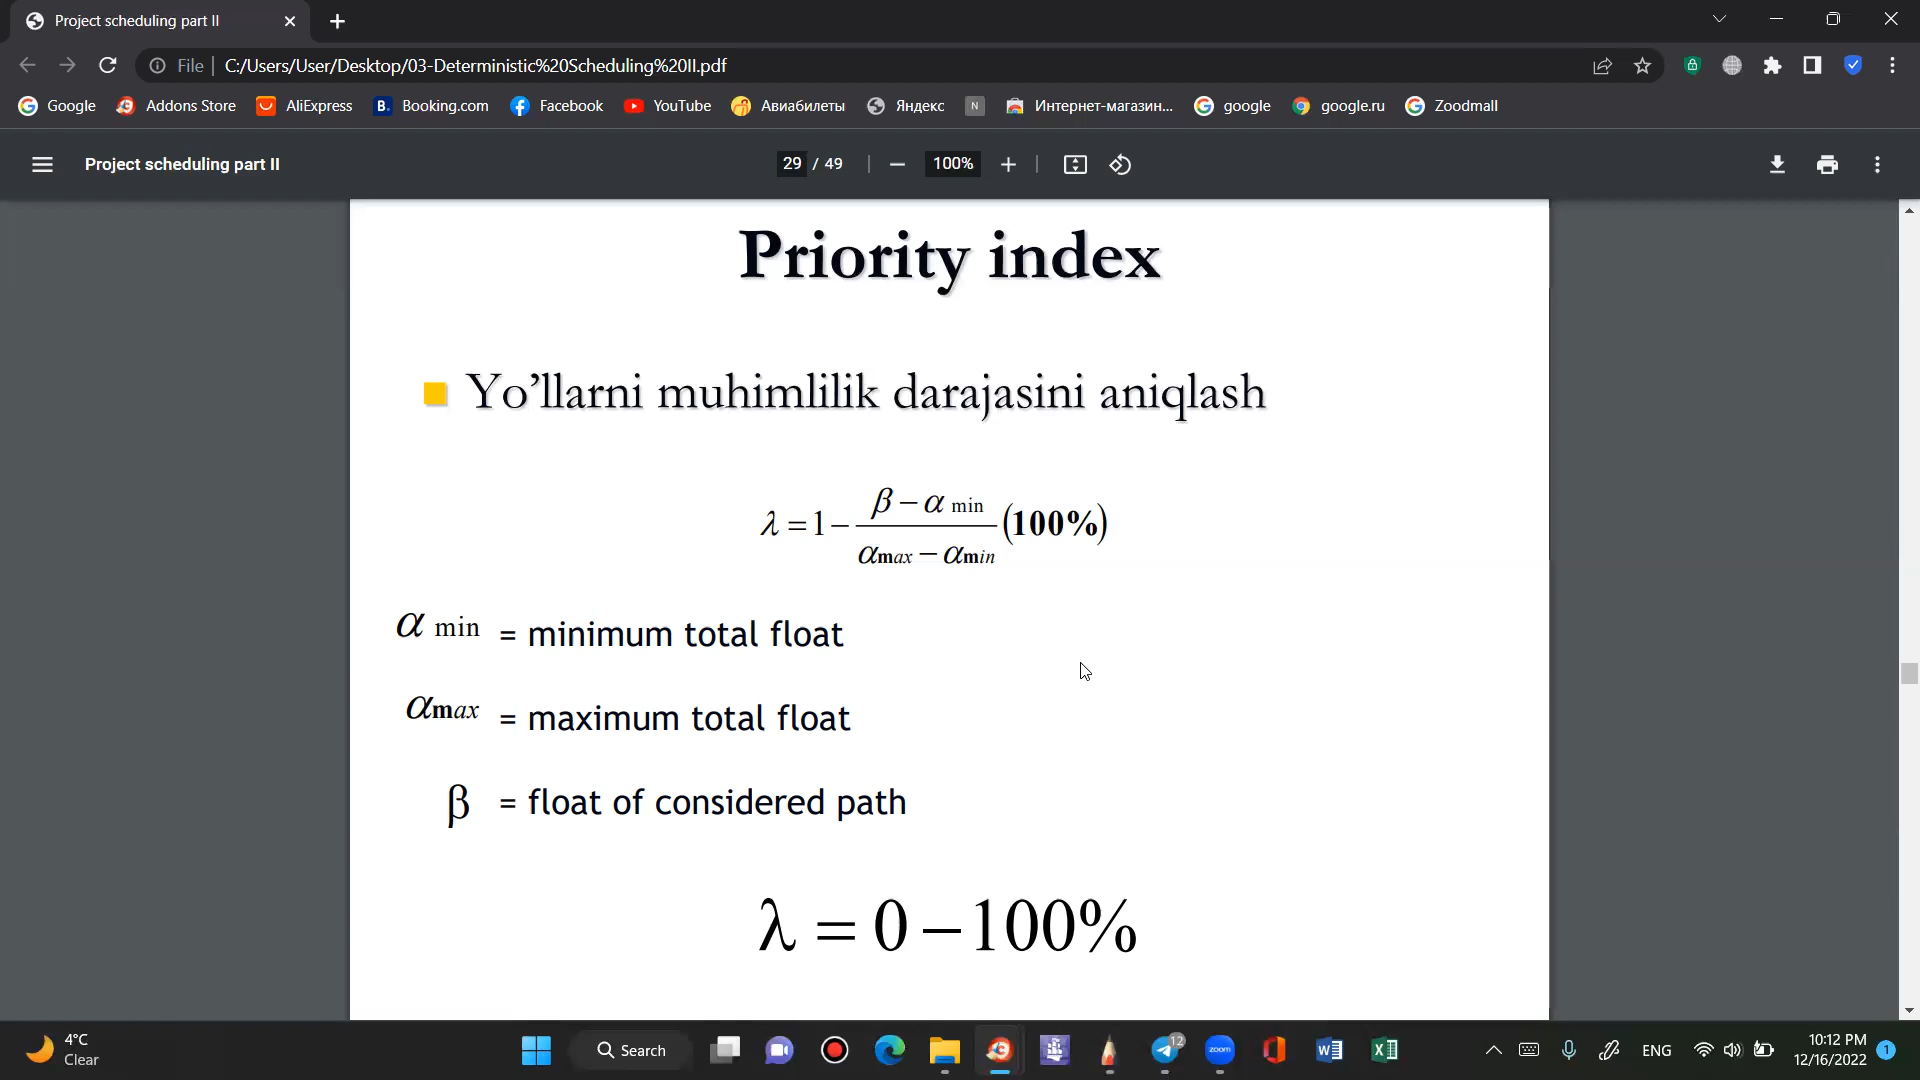 Project scheduling part II
File
C:/Users/User/Desktop/03-Deterministic%20Scheduling%20II.pdf
Google Addons Store AliExpress B. Booking.com Facebook YouTube Авиабилеты Яндекс N Интернет-магазин... google google.ru Zoodmall
Project scheduling part II 29 / 49 100%
Priority index
Yo’llarni muhimlilik darajasini aniqlash
λ = 1 − (β − α min) / (αmax − αmin) (100%)
α min = minimum total float
αmax = maximum total float
β = float of considered path
λ = 0 – 100%
4°C
Clear
Search
12
zoom
ENG
10:12 PM
12/16/2022
1